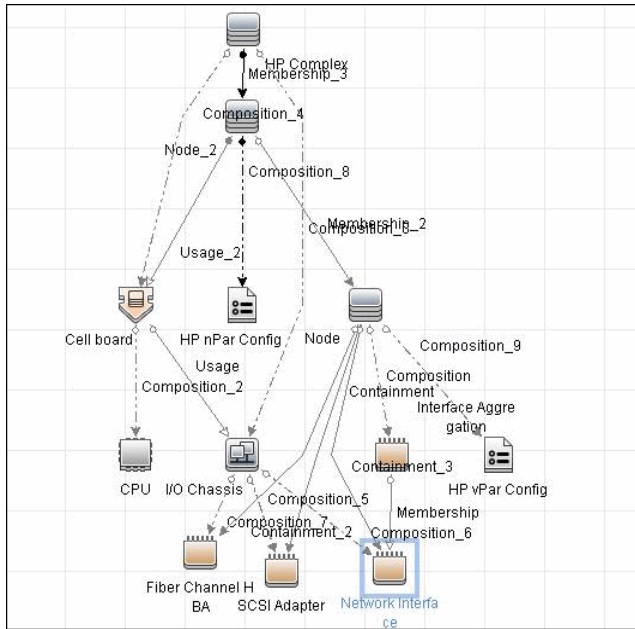 HP Complex
Membership_3
Composition_4
Node_2
Composition_8
Membership_2
Composition_3
Usage_2
Cell board
HP nPar Config
Node
Composition_9
Usage
Composition
Composition_2
Containment
Interface Aggre
gation
Containment_3
CPU
I/O Chassis
HP vPar Config
Composition_5
Membership
Composition_7
Containment_2
Composition_6
Fiber Channel H
BA
SCSI Adapter
Network Interfa
ce